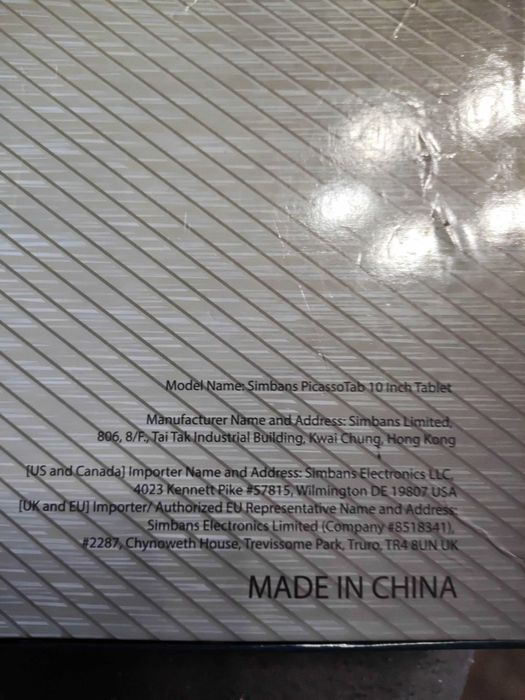 Model Name: Simbans PicassoTab 10 Inch Tablet
Manufacturer Name and Address: Simbans Limited,
806, 8/F., Tai Tak Industrial Building, Kwai Chung, Hong Kong
[US and Canada] Importer Name and Address: Simbans Electronics LLC,
4023 Kennett Pike #57815, Wilmington DE 19807 USA
[UK and EU] Importer/ Authorized EU Representative Name and Address:
Simbans Electronics Limited (Company #8518341),
#2287, Chynoweth House, Trevissome Park, Truro, TR4 8UN UK
MADE IN CHINA